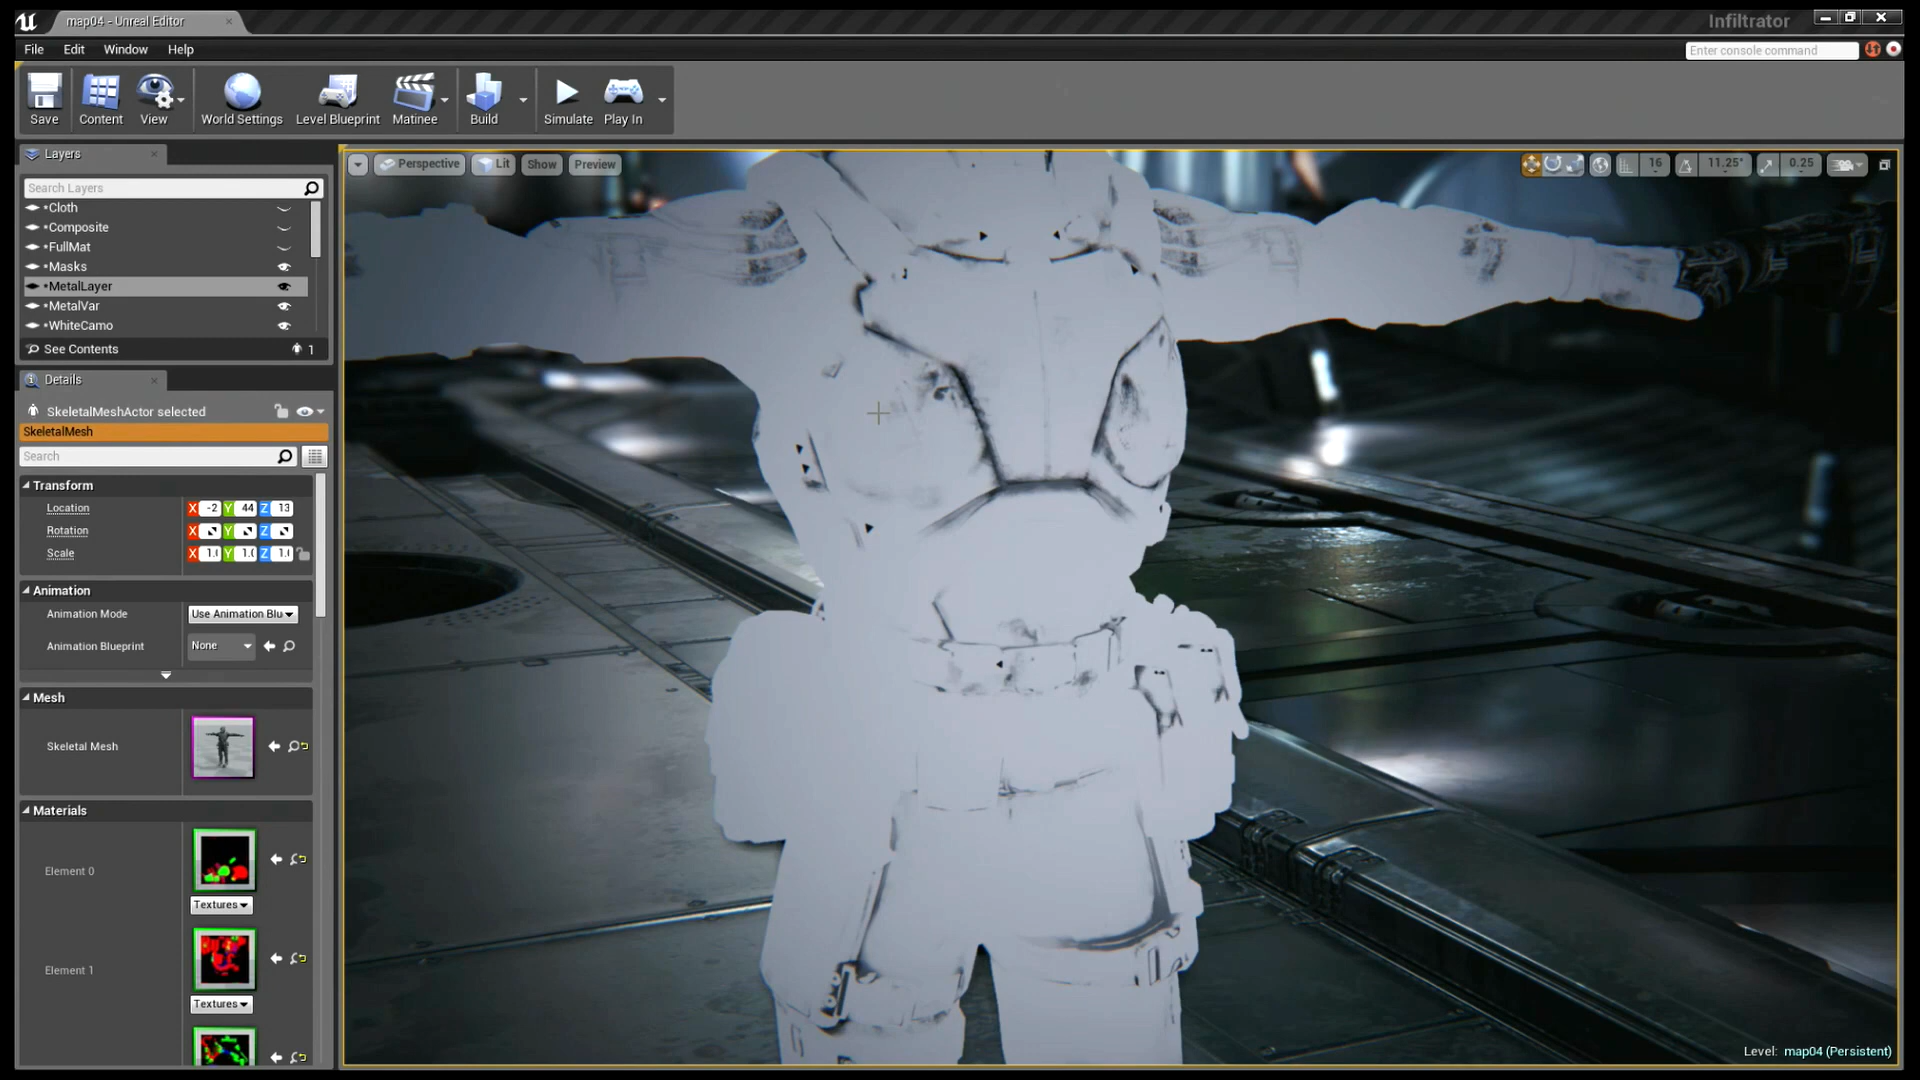 map04 - Unreal Editor
Infiltrator
File Edit Window Help
Enter console command
Save Content View World Settings Level Blueprint Matinee Build Simulate Play In
Layers
Search Layers
*Cloth
*Composite
*FullMat
*Masks
*MetalLayer
*MetalVar
*WhiteCamo
See Contents 1
Details
SkeletalMeshActor selected
SkeletalMesh
Search
Transform
Location X -2 Y 44 Z 13
Rotation X Y Z
Scale X 1.( Y 1.( Z 1.(
Animation
Animation Mode Use Animation Blu
Animation Blueprint None
Mesh
Skeletal Mesh
Materials
Element 0
Textures
Element 1
Textures
Perspective Lit Show Preview
16 11.25° 0.25
Level: map04 (Persistent)